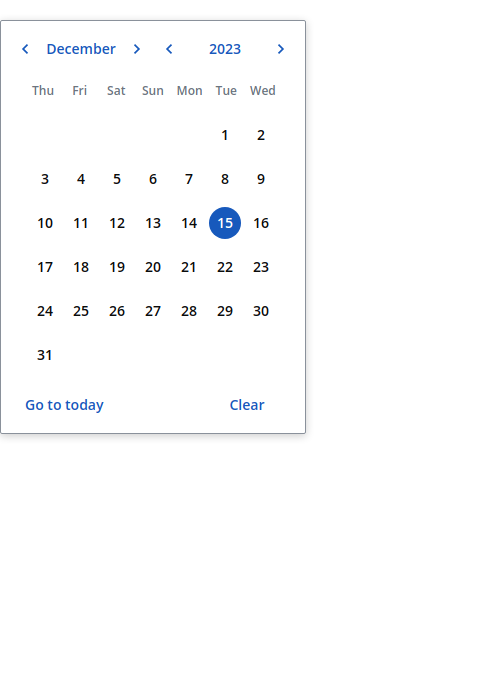 December 2023
Thu Fri Sat Sun Mon Tue Wed
1 2
3 4 5 6 7 8 9
10 11 12 13 14 15 16
17 18 19 20 21 22 23
24 25 26 27 28 29 30
31
Go to today Clear